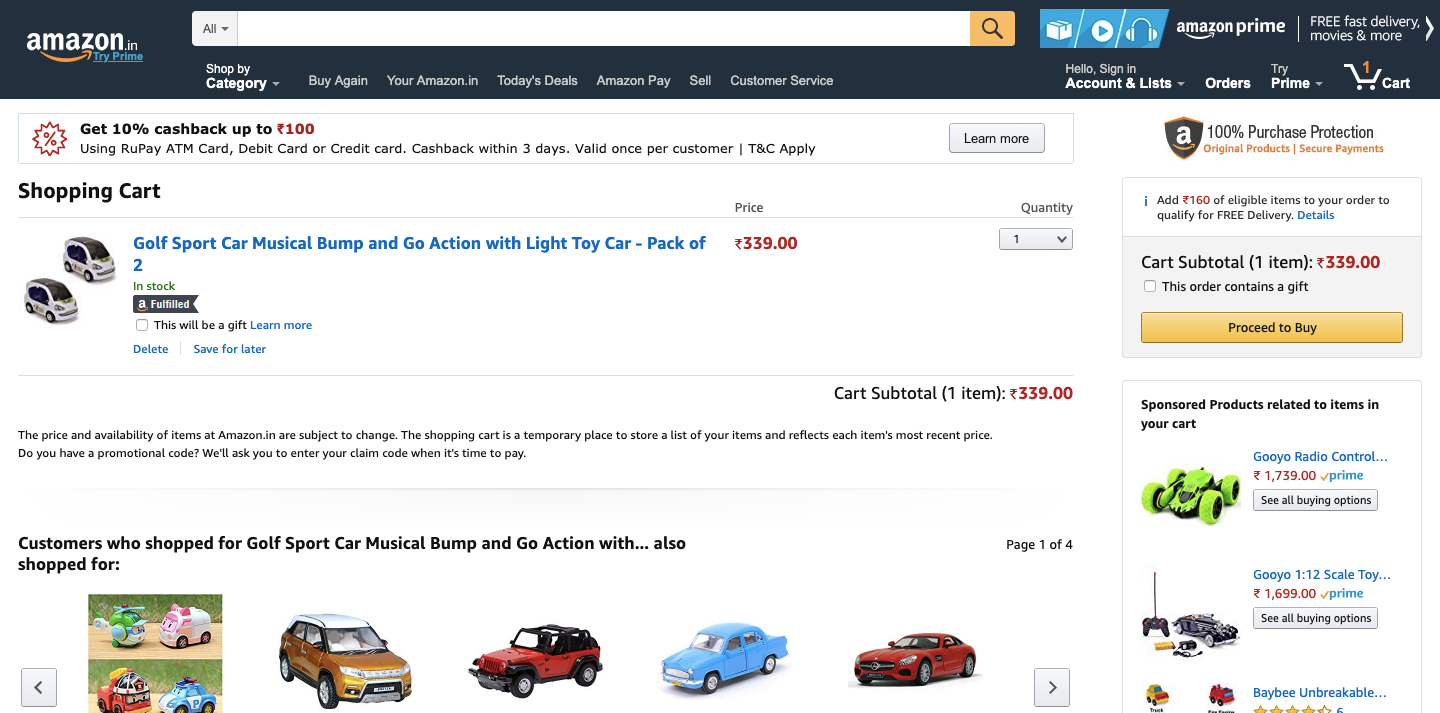 amazon.in
Try Prime
All
amazon prime
FREE fast delivery,
movies & more
Shop by
Category
Buy Again
Your Amazon.in
Today's Deals
Amazon Pay
Sell
Customer Service
Hello, Sign in
Account & Lists
Orders
Try
Prime
1
Cart
Get 10% cashback up to ₹100
Using RuPay ATM Card, Debit Card or Credit card. Cashback within 3 days. Valid once per customer | T&C Apply
Learn more
a
100% Purchase Protection
Original Products | Secure Payments
Shopping Cart
Price
Quantity
Golf Sport Car Musical Bump and Go Action with Light Toy Car - Pack of
2
₹339.00
1
In stock
a Fulfilled
This will be a gift Learn more
Delete
Save for later
Cart Subtotal (1 item): ₹339.00
The price and availability of items at Amazon.in are subject to change. The shopping cart is a temporary place to store a list of your items and reflects each item's most recent price.
Do you have a promotional code? We'll ask you to enter your claim code when it's time to pay.
i
Add ₹160 of eligible items to your order to
qualify for FREE Delivery. Details
Cart Subtotal (1 item): ₹339.00
This order contains a gift
Proceed to Buy
Sponsored Products related to items in
your cart
Gooyo Radio Control...
₹ 1,739.00 prime
See all buying options
Gooyo 1:12 Scale Toy...
₹ 1,699.00 prime
See all buying options
Truck
Fire Engine
Baybee Unbreakable...
6
Customers who shopped for Golf Sport Car Musical Bump and Go Action with... also
shopped for:
Page 1 of 4